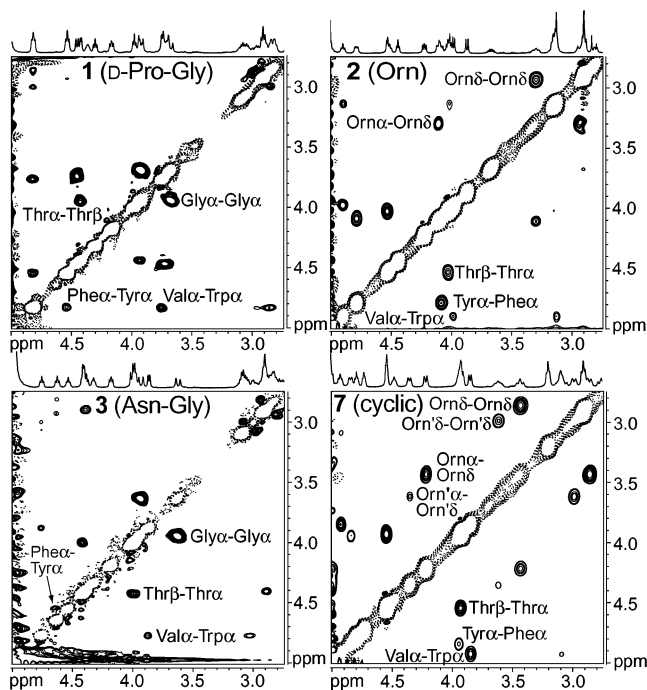 1 (D-Pro-Gly)
Thrα-Thrβ
Glyα-Glyα
Pheα-Tyrα
Valα-Trpα
3.0
3.5
4.0
4.5
ppm
ppm 4.5 4.0 3.5 3.0
2 (Orn)
Ornδ-Ornδ
Ornα-Ornδ
Thrβ-Thrα
Tyrα-Pheα
Valα-Trpα
3.0
3.5
4.0
4.5
ppm
ppm 4.5 4.0 3.5 3.0
3 (Asn-Gly)
Pheα-
Tyrα
Glyα-Glyα
Thrβ-Thrα
Valα-Trpα
3.0
3.5
4.0
4.5
ppm
ppm 4.5 4.0 3.5 3.0
7 (cyclic)
Ornδ-Ornδ
Orn'δ-Orn'δ
Ornα-
Ornδ
Orn'α-
Orn'δ
Thrβ-Thrα
Tyrα-Pheα
Valα-Trpα
3.0
3.5
4.0
4.5
ppm
ppm 4.5 4.0 3.5 3.0